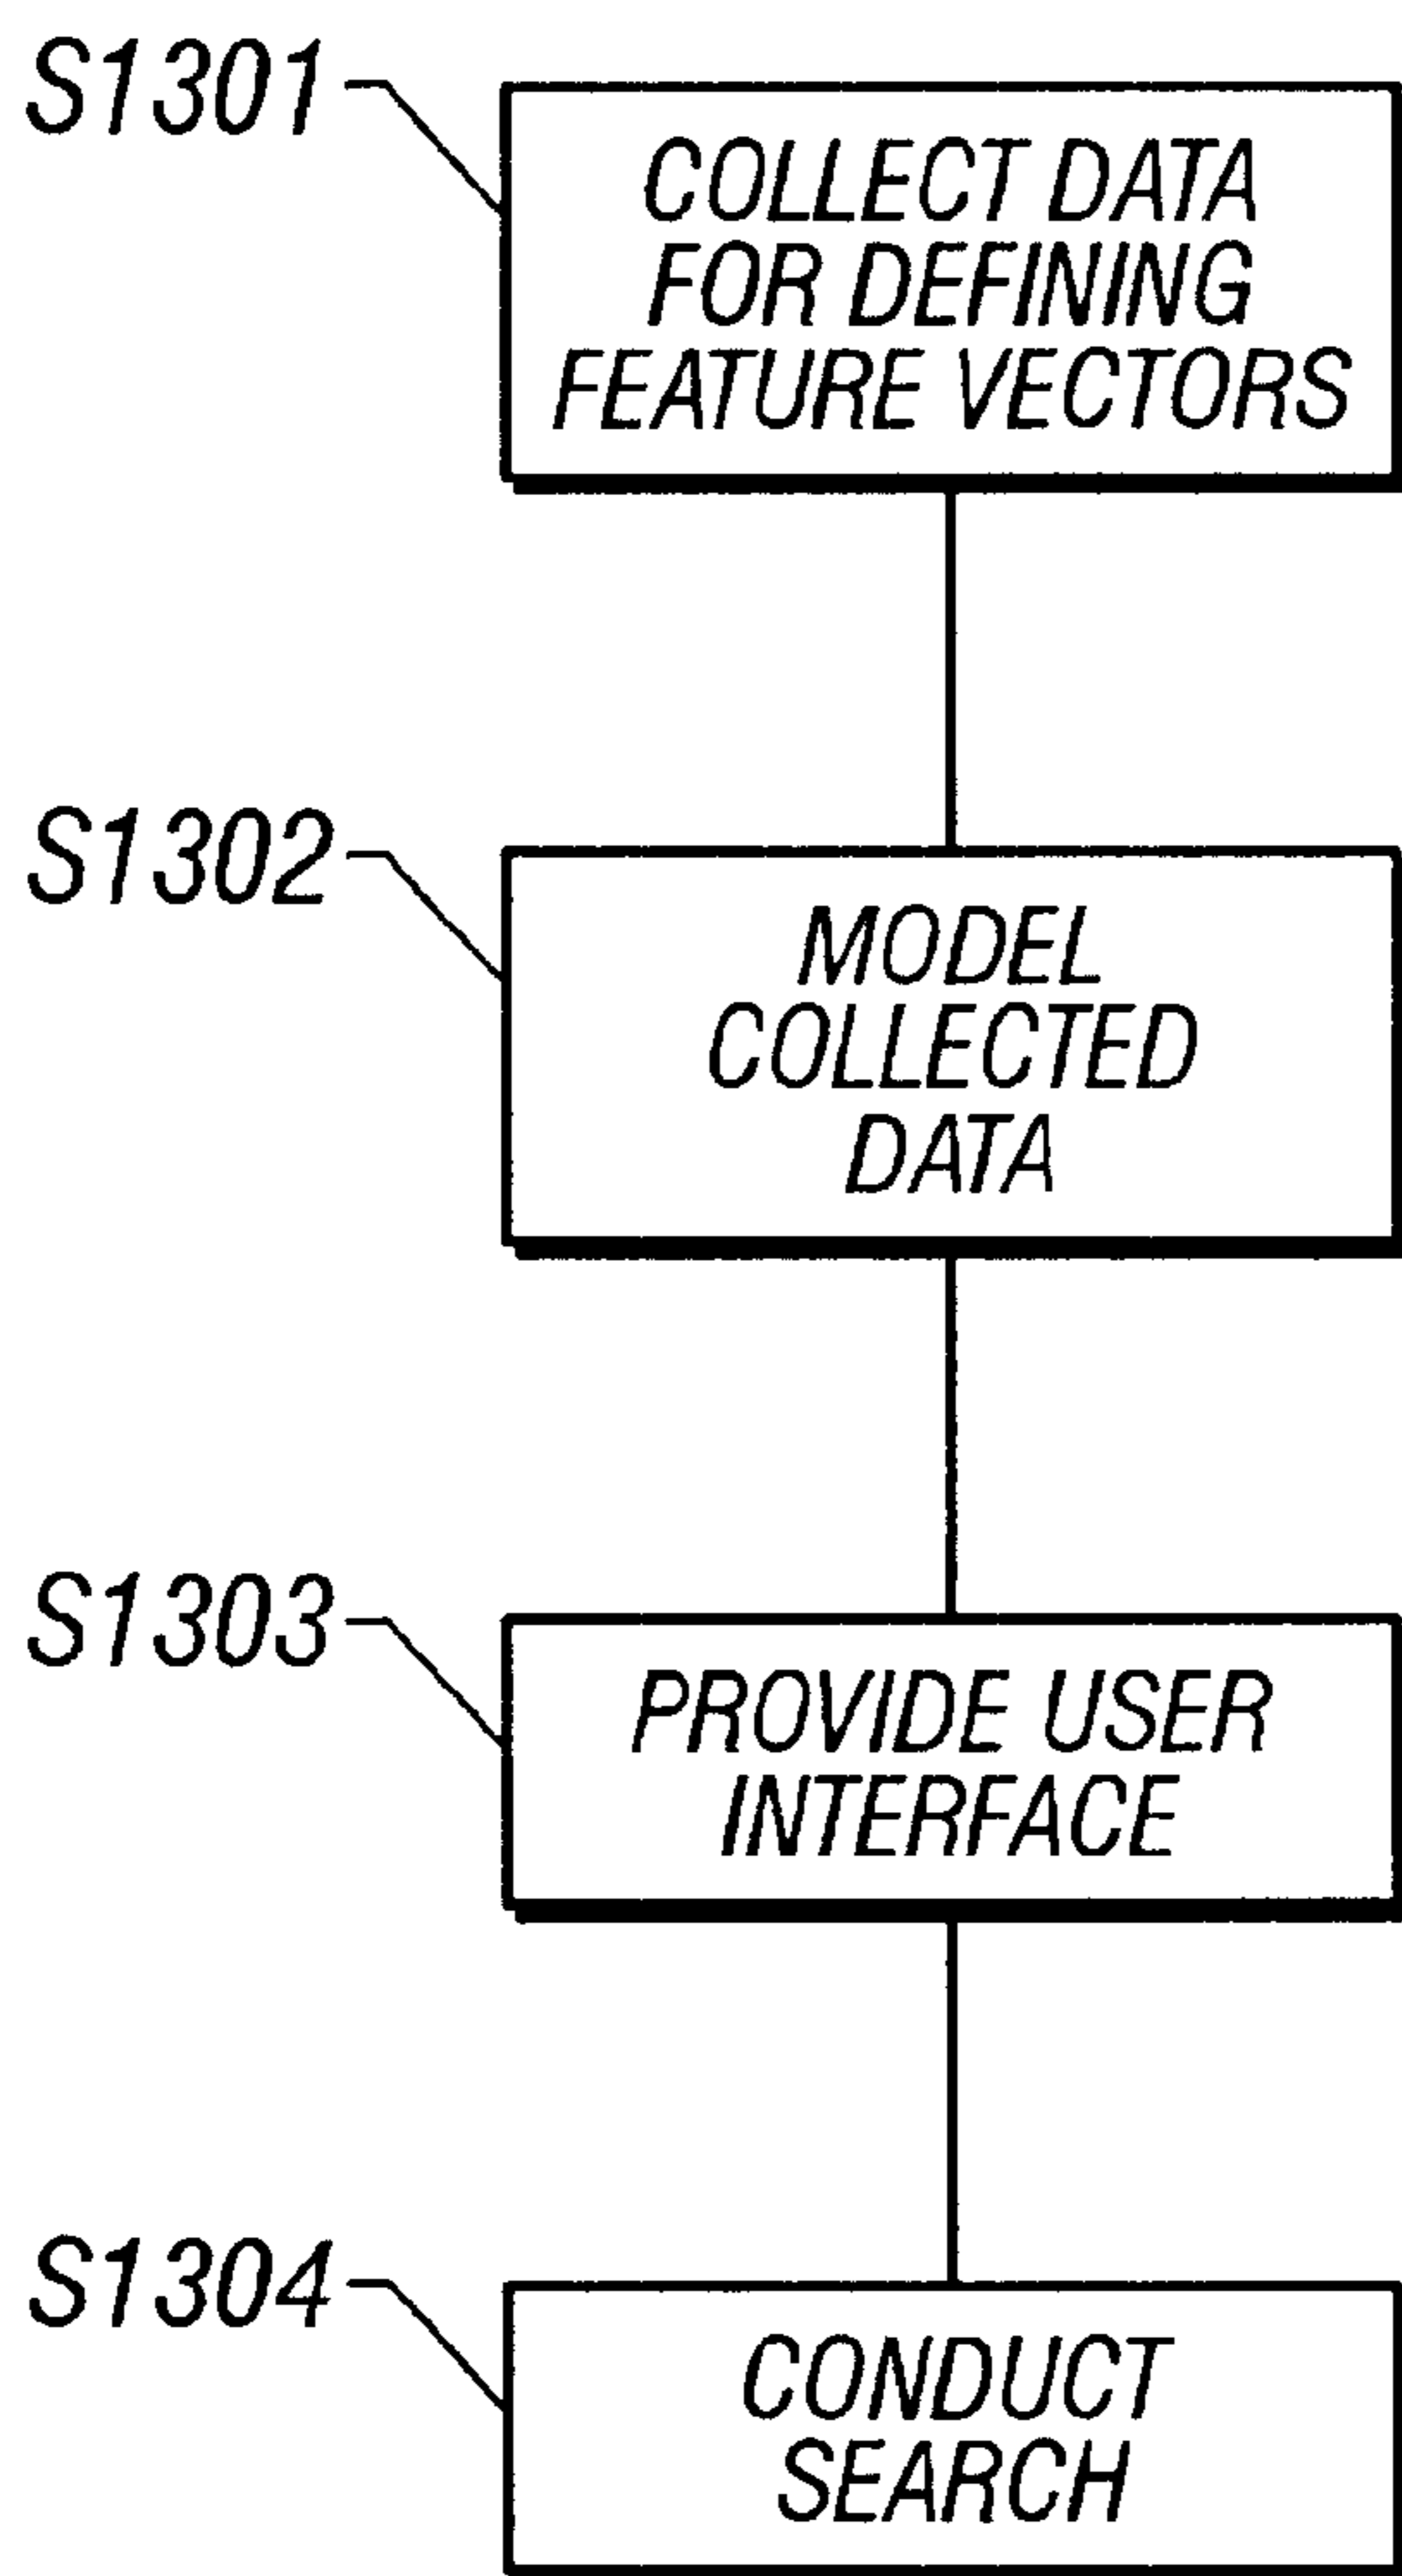 S1301
COLLECT DATA
FOR DEFINING
FEATURE VECTORS
S1302
MODEL
COLLECTED
DATA
S1303
PROVIDE USER
INTERFACE
S1304
CONDUCT
SEARCH